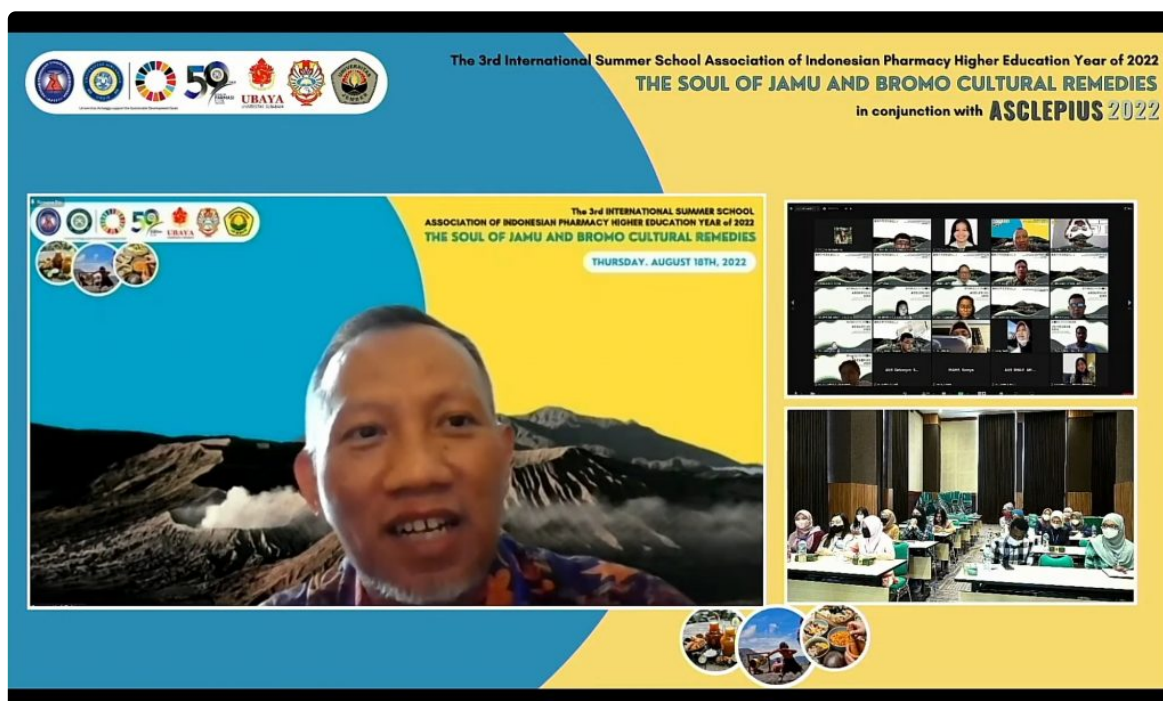 The 3rd International Summer School Association of Indonesian Pharmacy Higher Education Year of 2022
THE SOUL OF JAMU AND BROMO CULTURAL REMEDIES
in conjunction with ASCLEPIUS 2022
59
UBAYA
The 3rd INTERNATIONAL SUMMER SCHOOL
ASSOCIATION OF INDONESIAN PHARMACY HIGHER EDUCATION YEAR of 2022
THE SOUL OF JAMU AND BROMO CULTURAL REMEDIES
THURSDAY. AUGUST 18TH, 2022
59
UBAYA